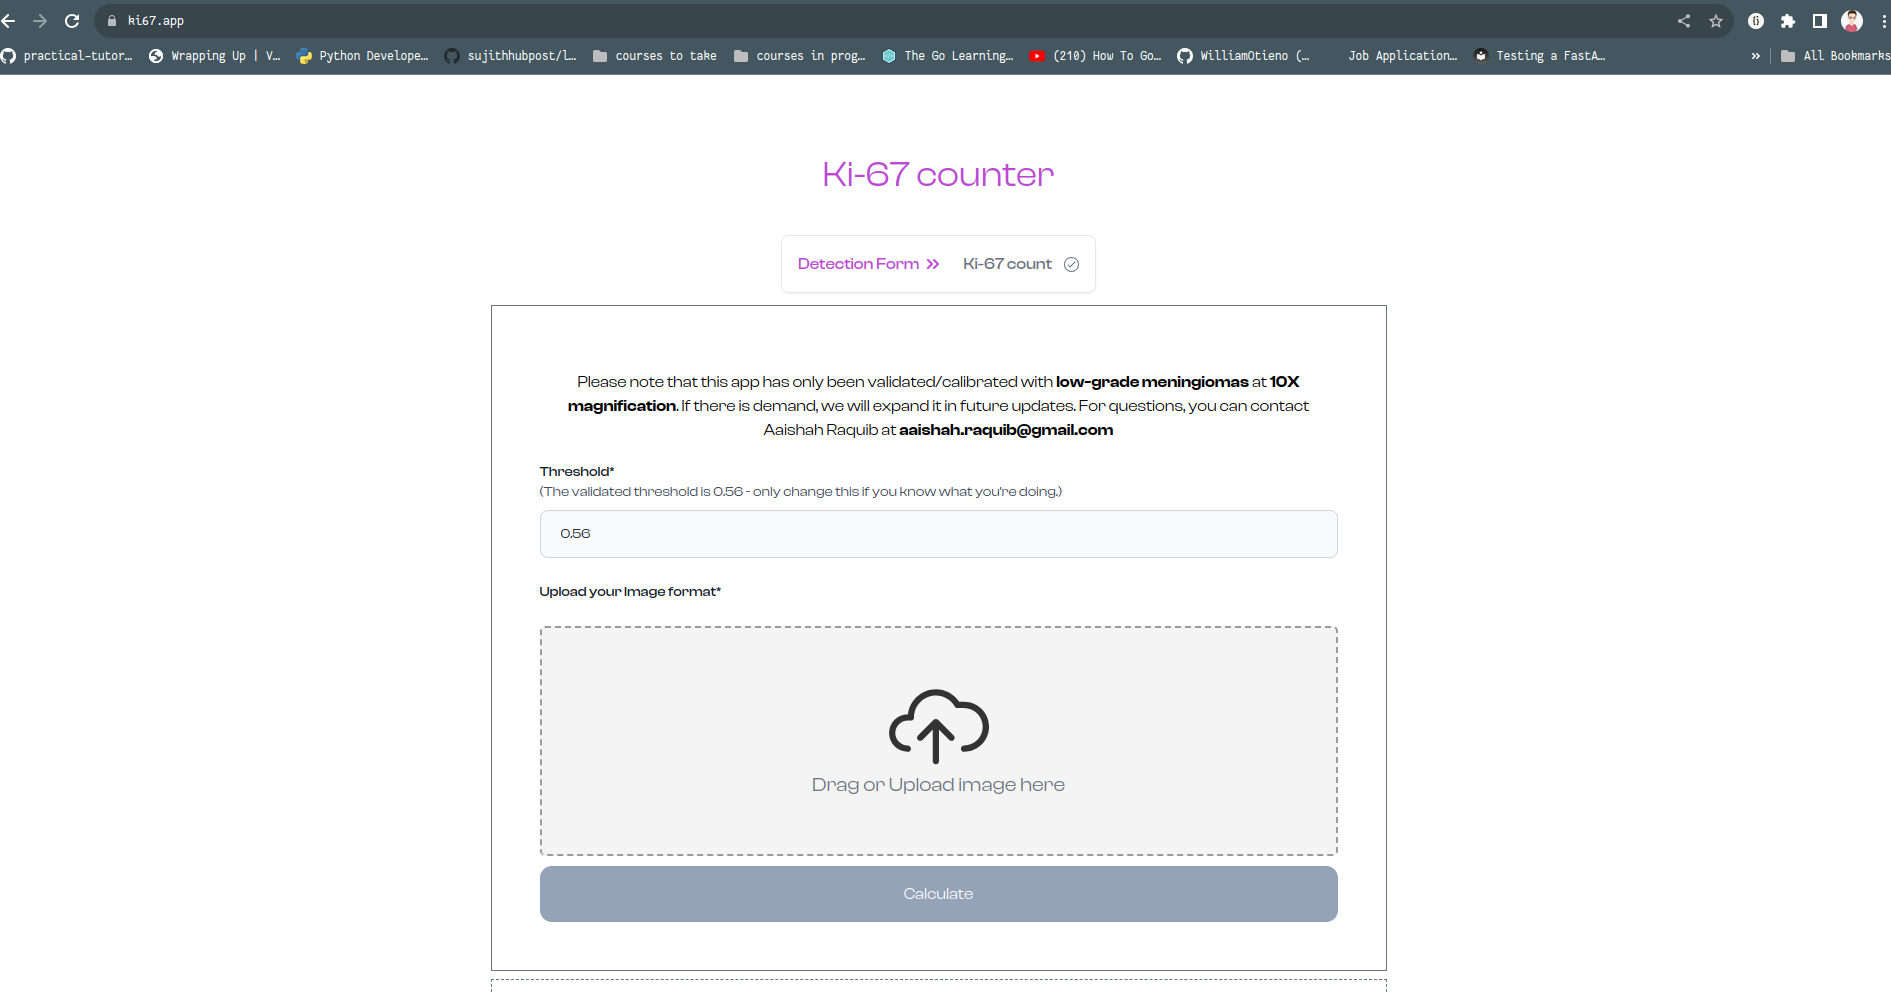 ki67.app
practical-tutor…
Wrapping Up | V…
Python Develope…
sujithhubpost/l…
courses to take
courses in prog…
The Go Learning…
(210) How To Go…
WilliamOtieno (…
Job Application…
Testing a FastA…
»
All Bookmarks
Ki-67 counter
Detection Form
Ki-67 count
Please note that this app has only been validated/calibrated with low-grade meningiomas at 10X
magnification. If there is demand, we will expand it in future updates. For questions, you can contact
Aaishah Raquib at aaishah.raquib@gmail.com
Threshold*
(The validated threshold is 0.56 - only change this if you know what you're doing.)
0.56
Upload your Image format*
Drag or Upload image here
Calculate